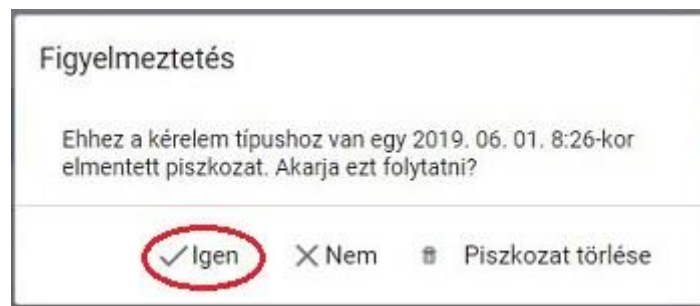 Figyelmeztetés
Ehhez a kérelem típushoz van egy 2019. 06. 01. 8:26-kor
elmentett piszkozat. Akarja ezt folytatni?
Igen Nem Piszkozat törlése